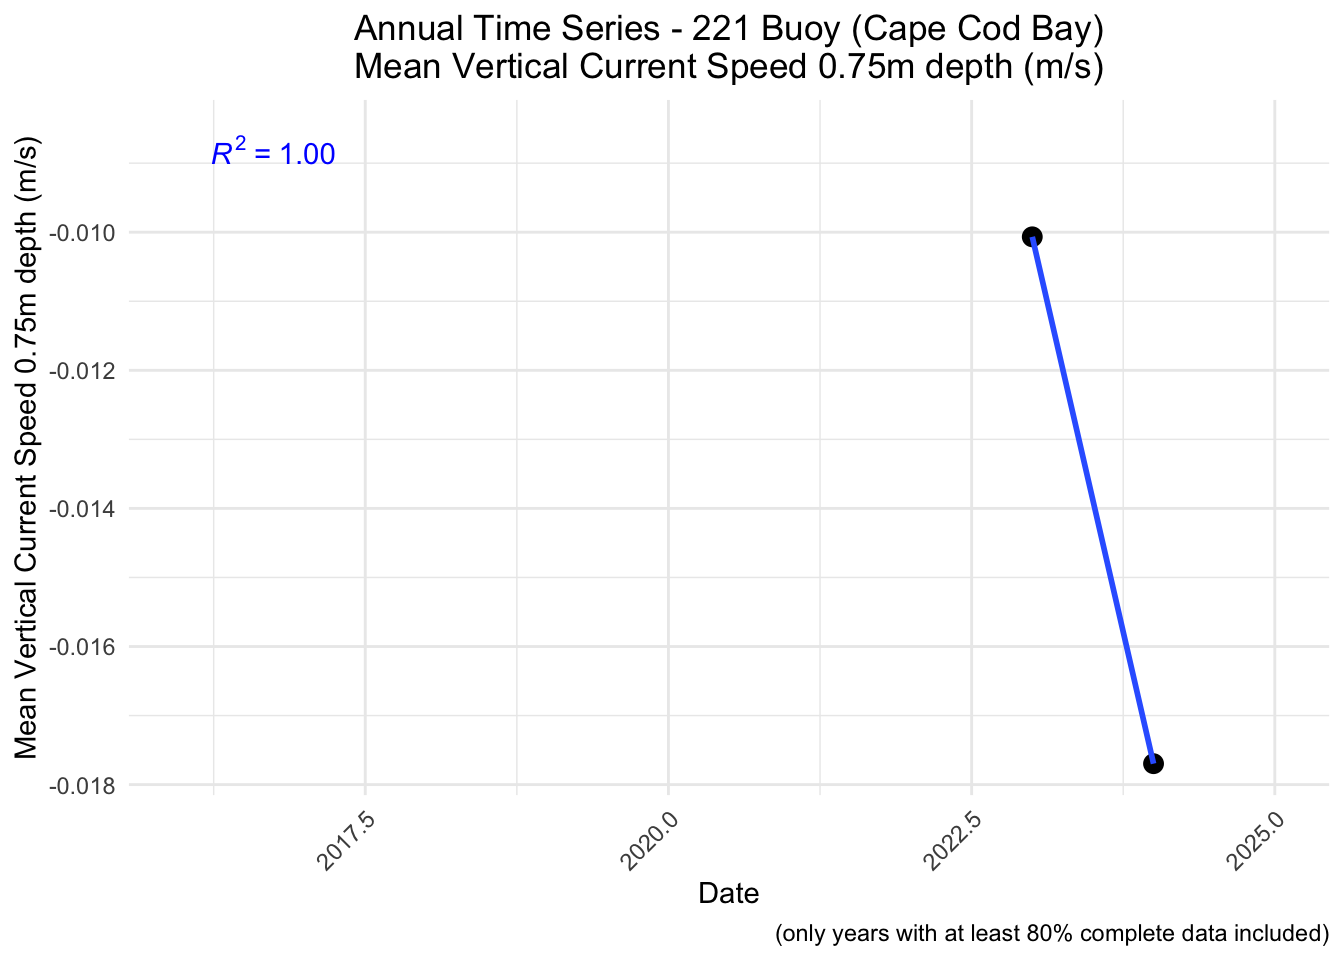 Annual Time Series - 221 Buoy (Cape Cod Bay)
Mean Vertical Current Speed 0.75m depth (m/s)
R² = 1.00
Mean Vertical Current Speed 0.75m depth (m/s)
-0.010
-0.012
-0.014
-0.016
-0.018
2017.5
2020.0
2022.5
2025.0
Date
(only years with at least 80% complete data included)